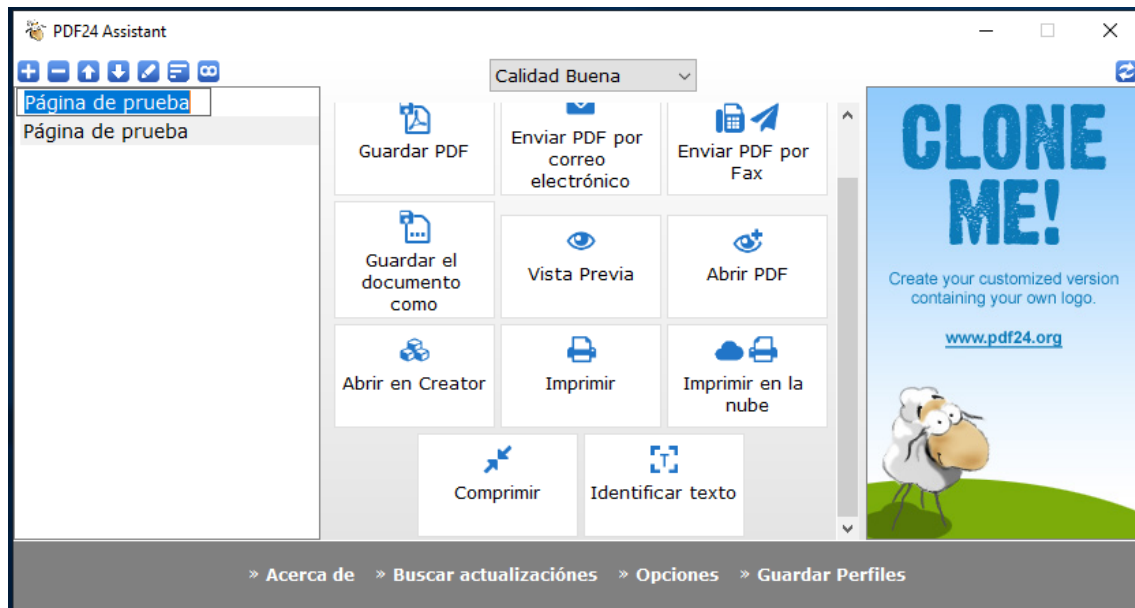 PDF24 Assistant
Calidad Buena
Página de prueba
Página de prueba
Guardar PDF
Enviar PDF por
correo
electrónico
Enviar PDF por
Fax
Guardar el
documento
como
Vista Previa
Abrir PDF
Abrir en Creator
Imprimir
Imprimir en la
nube
Comprimir
Identificar texto
CLONE
ME!
Create your customized version
containing your own logo.
www.pdf24.org
» Acerca de » Buscar actualizaciónes » Opciones » Guardar Perfiles